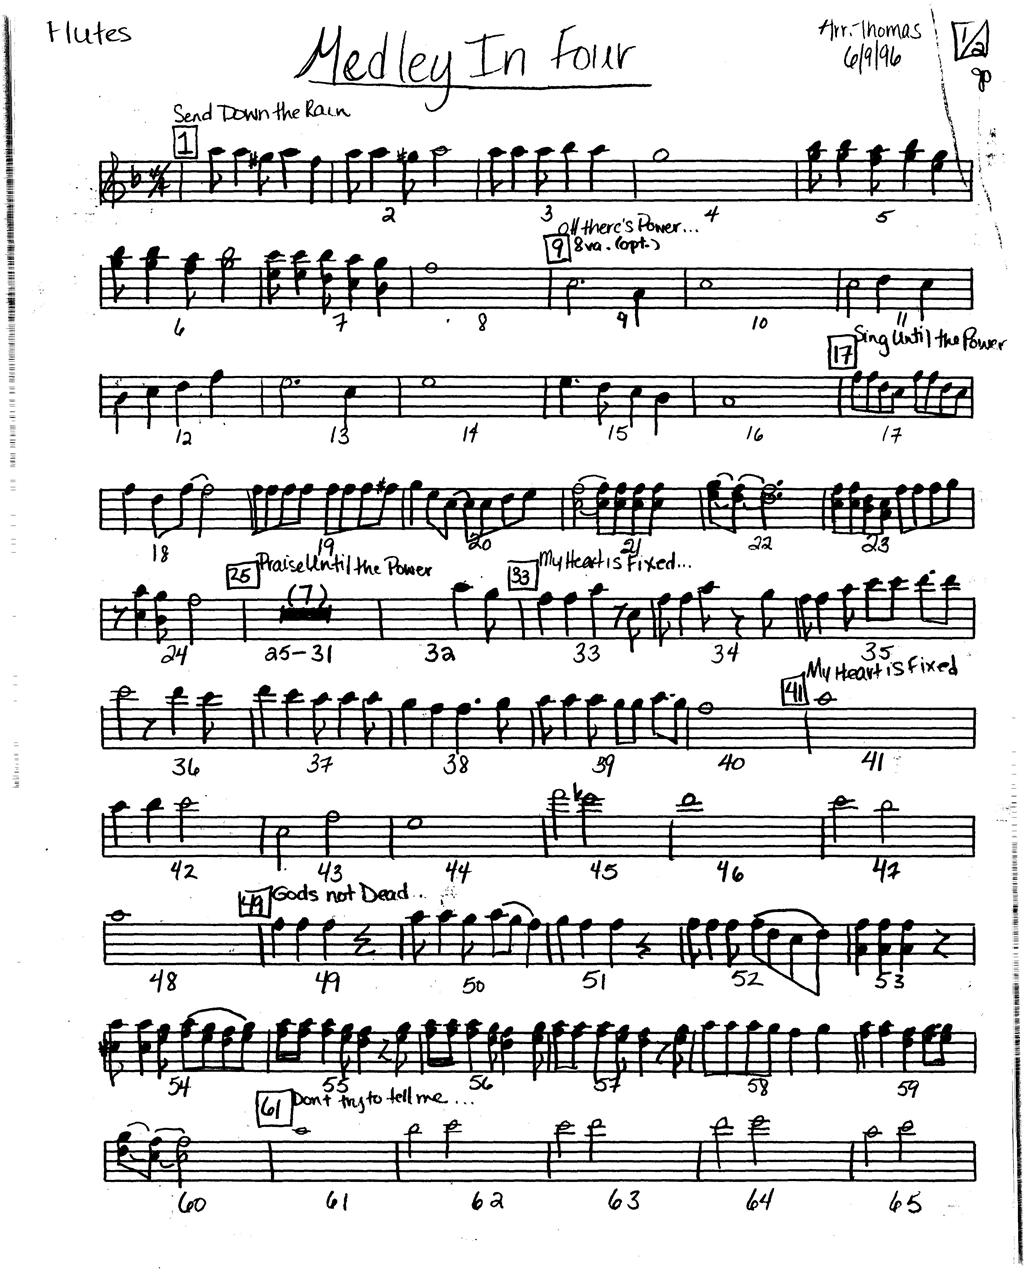 Flutes
Medley In Four
Arr. Thomas
6/9/96
1/2
Send Down the Rain
1
4/4
2 3 4 5
All there's Power...
9 8va. (opt.)
6 7 8 9 10 11
Sing Until the Power
17
12 13 14 15 16 17
18 19 20 21 22 23
25 Praise Until the Power
33 My Heart is Fixed...
(7)
24 25-31 32 33 34 35
My Heart is Fixed
41
36 37 38 39 40 41
42 43 44 45 46 47
49 Gods not Dead...
48 49 50 51 52 53
54 55 56 57 58 59
61 Don't try to tell me...
60 61 62 63 64 65